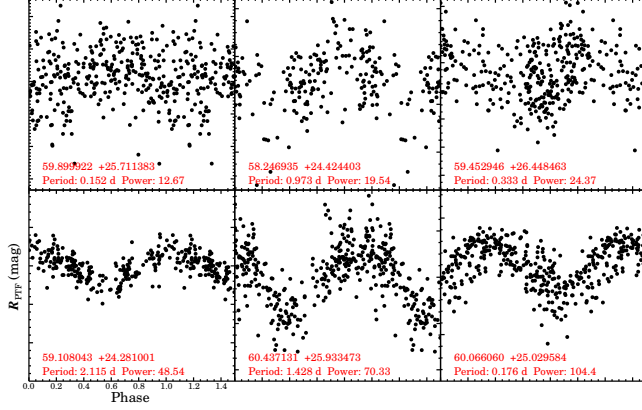 59.899922 +25.711383
Period: 0.152 d Power: 12.67
58.246935 +24.424403
Period: 0.973 d Power: 19.54
59.452946 +26.448463
Period: 0.333 d Power: 24.37
R_PTF (mag)
59.108043 +24.281001
Period: 2.115 d Power: 48.54
60.437131 +25.933473
Period: 1.428 d Power: 70.33
60.066060 +25.029584
Period: 0.176 d Power: 104.4
0.0 0.2 0.4 0.6 0.8 1.0 1.2 1.4
Phase